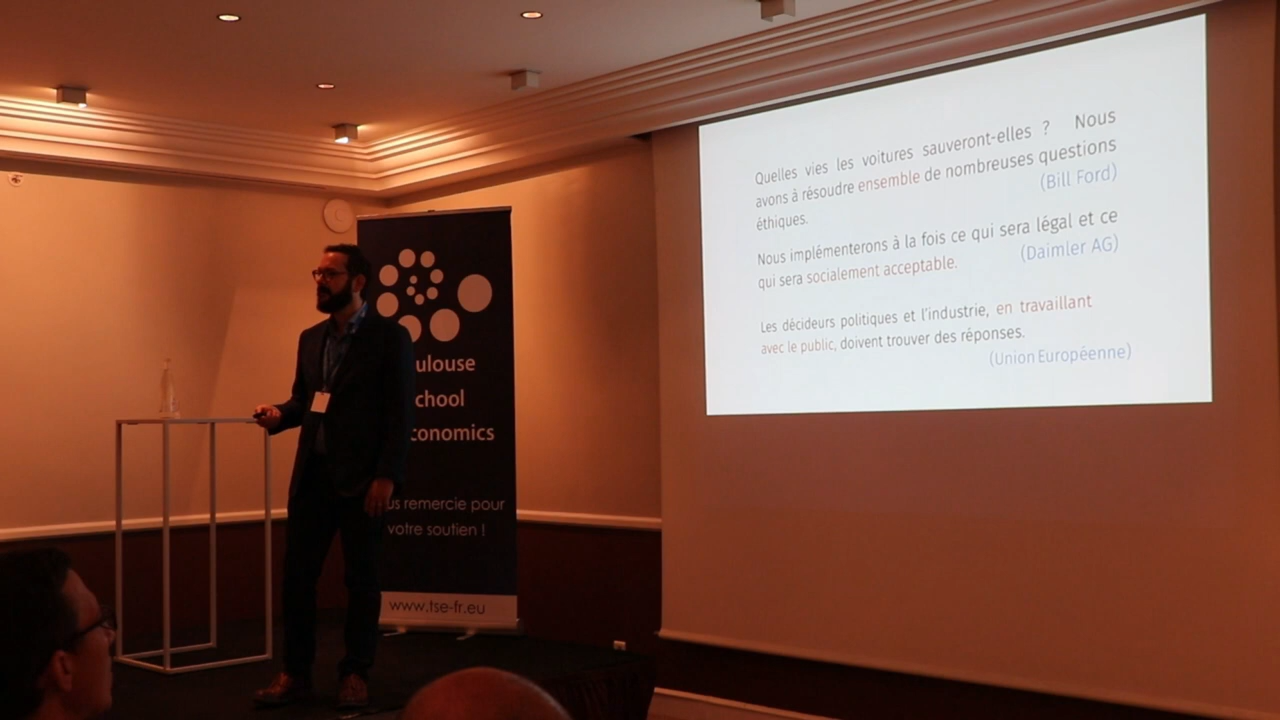 Quelles vies les voitures sauveront-elles ? Nous
avons à résoudre ensemble de nombreuses questions
éthiques.
(Bill Ford)
Nous implémenterons à la fois ce qui sera légal et ce
qui sera socialement acceptable.
(Daimler AG)
Les décideurs politiques et l'industrie, en travaillant
avec le public, doivent trouver des réponses.
(Union Européenne)
ulouse
chool
conomics
us remercie pour
votre soutien !
www.tse-fr.eu